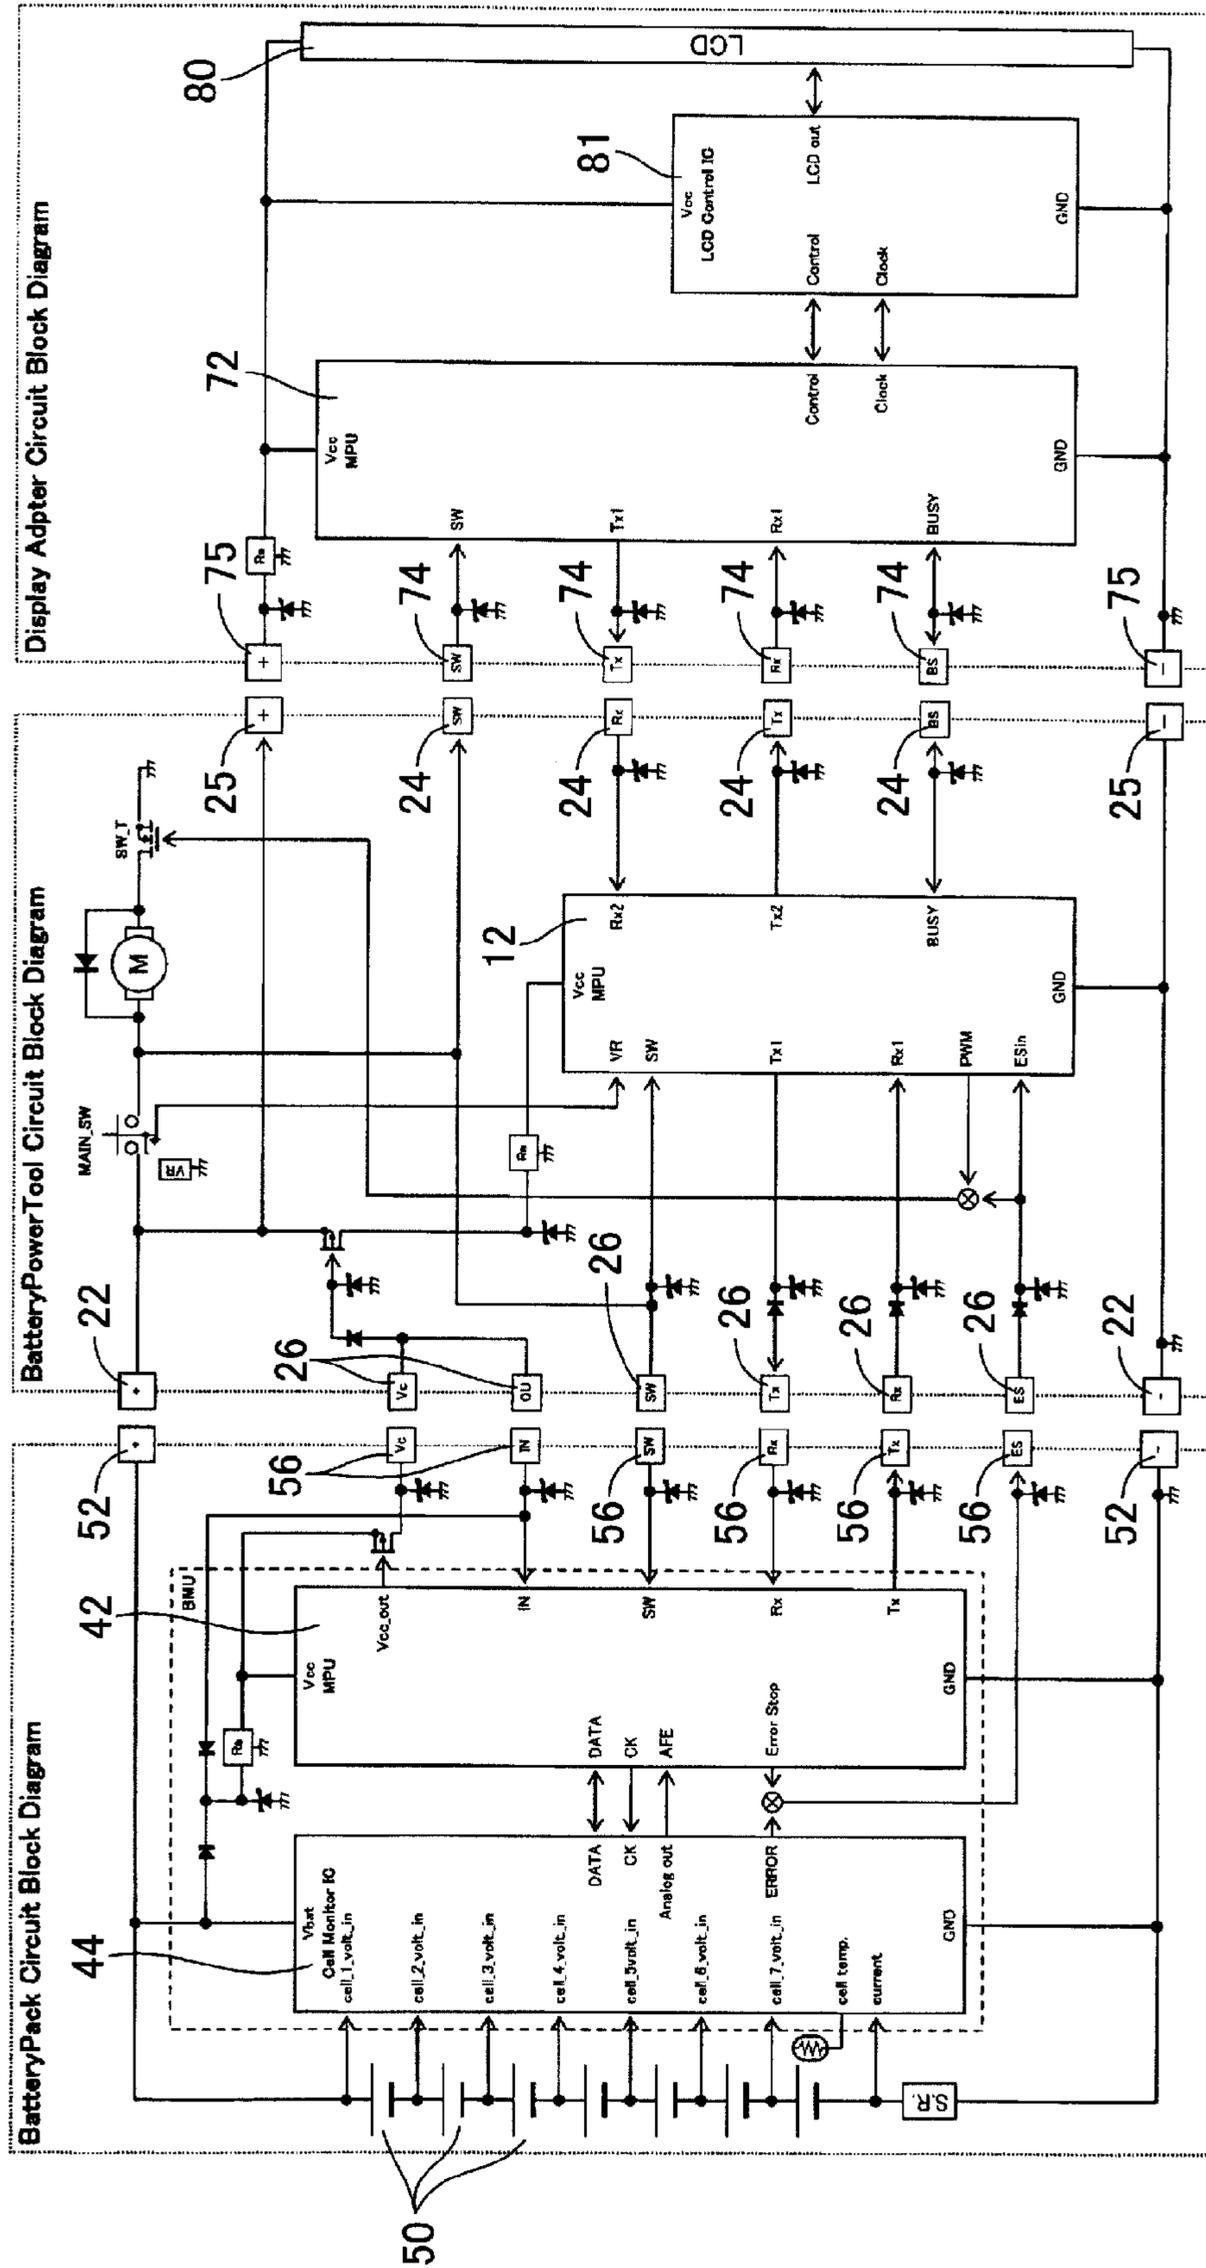 BatteryPack Circuit Block Diagram
50
44
Vbat
Cell Monitor IC
cell_1_volt_in
cell_2_volt_in
cell_3_volt_in
cell_4_volt_in
cell_5volt_in
cell_6_volt_in
cell_7_volt_in
cell temp.
current
DATA
CK
Analog out
ERROR
GND
S.R.
BMU
42
Re
Vcc
MPU
Vcc_out
DATA
CK
AFE
Error Stop
IN
SW
Rx
Tx
GND
52
+
56
Vc
IN
56
SW
56
Rx
56
Tx
56
ES
52
-
BatteryPowerTool Circuit Block Diagram
22
+
26
Vc
OU
26
SW
26
Tx
26
Rx
26
ES
22
-
MAIN_SW
VR
M
SW_T
Re
12
Vcc
MPU
VR
SW
Tx1
Rx1
PWM
ESin
Rx2
Tx2
BUSY
GND
25
+
24
SW
24
Rx
24
Tx
24
BS
25
-
Display Adpter Circuit Block Diagram
75
+
74
SW
74
Tx
74
Rx
74
BS
75
-
Re
72
Vcc
MPU
SW
Tx1
Rx1
BUSY
Control
Clock
GND
81
Vcc
LCD Control IC
Control
Clock
LCD out
GND
80
LCD